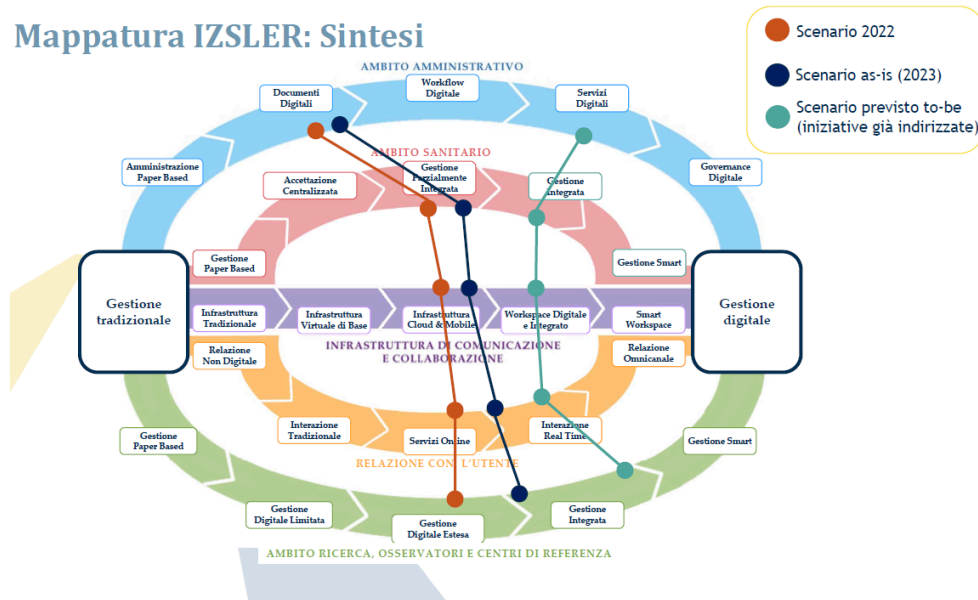 Mappatura IZSLER: Sintesi
Scenario 2022
Scenario as-is (2023)
Scenario previsto to-be
(iniziative già indirizzate)
AMBITO AMMINISTRATIVO
Documenti
Digitali
Workflow
Digitale
Servizi
Digitali
Amministrazione
Paper Based
Governance
Digitale
AMBITO SANITARIO
Accettazione
Centralizzata
Gestione
Parzialmente
Integrata
Gestione
Integrata
Gestione
Paper Based
Gestione Smart
Gestione
tradizionale
Gestione
digitale
Infrastruttura
Tradizionale
Infrastruttura
Virtuale di Base
Infrastruttura
Cloud & Mobile
Workspace Digitale
e Integrato
Smart
Workspace
INFRASTRUTTURA DI COMUNICAZIONE
E COLLABORAZIONE
Relazione
Non Digitale
Relazione
Omnicanale
Interazione
Tradizionale
Servizi Online
Interazione
Real Time
RELAZIONE CON L'UTENTE
Gestione
Paper Based
Gestione Smart
Gestione
Digitale Limitata
Gestione
Digitale Estesa
Gestione
Integrata
AMBITO RICERCA, OSSERVATORI E CENTRI DI REFERENZA